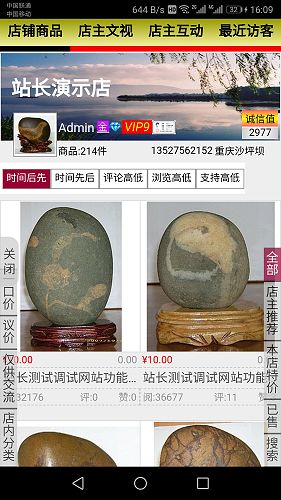 中国联通
中国移动
644 B/s HD 32 16:09
店铺商品 店主文视 店主互动 最近访客
站长演示店
Admin 金 VIP9
诚信值
2977
商品:214件 13527562152 重庆沙坪坝
时间后先 时间先后 评论高低 浏览高低 支持高低
关闭
口价
议价
仅供交流
店内分类
全部
店主推荐
本店特价
已售
搜索
0.00 0.00
站长测试调试网站功能...
32176 评:0 赞:0
¥10.00 0.00
站长测试调试网站功能...
阅:36677 评:11